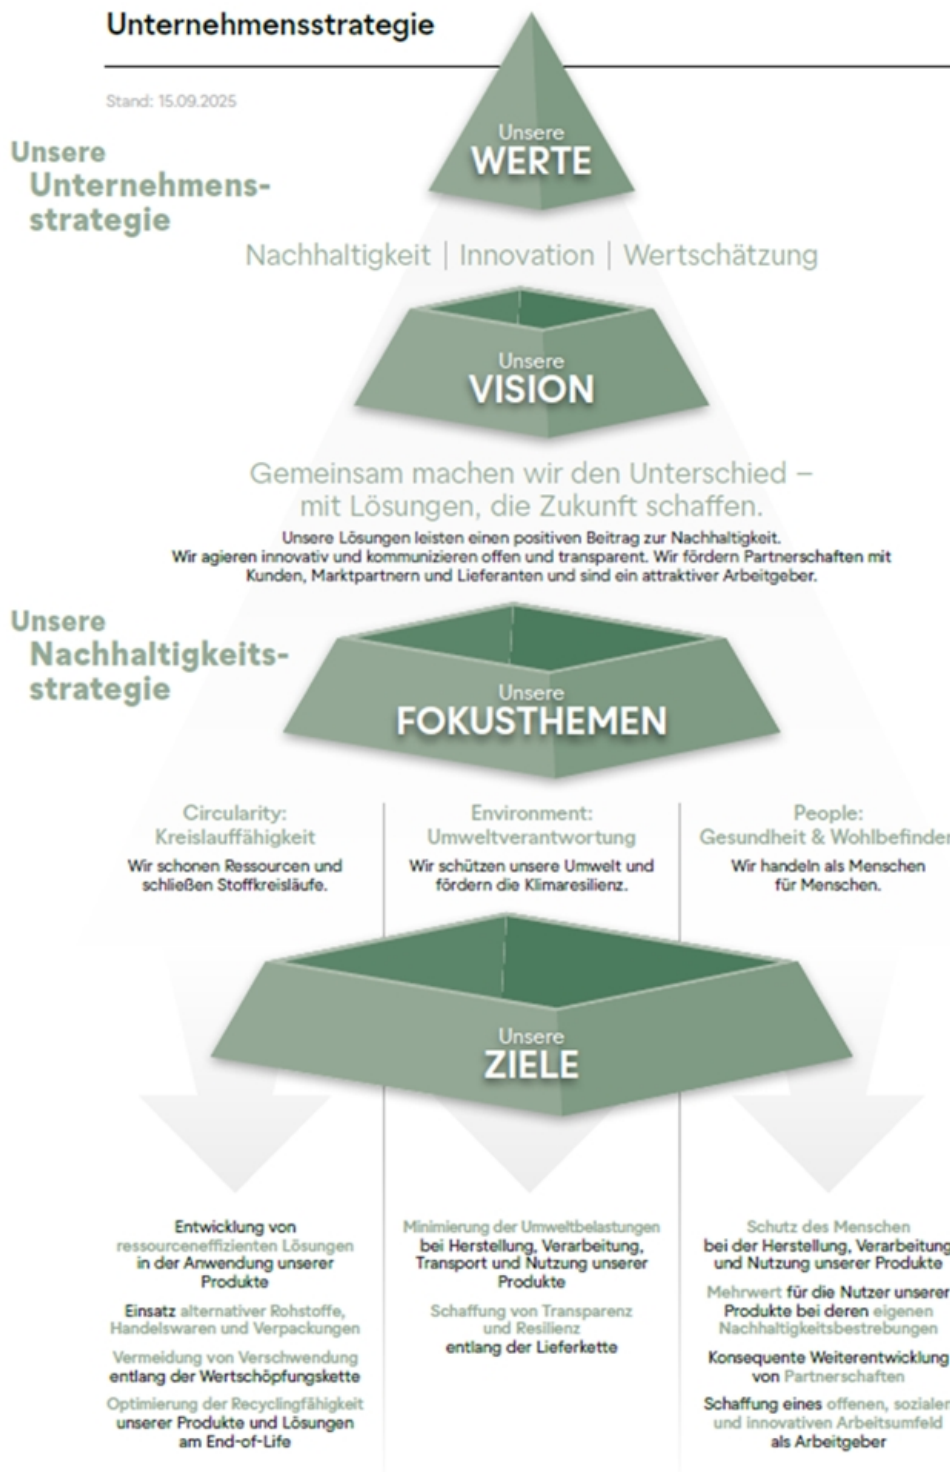 Unternehmensstrategie
Stand: 15.09.2025
Unsere
Unternehmens-
strategie
Unsere
WERTE
Nachhaltigkeit | Innovation | Wertschätzung
Unsere
VISION
Gemeinsam machen wir den Unterschied –
mit Lösungen, die Zukunft schaffen.
Unsere Lösungen leisten einen positiven Beitrag zur Nachhaltigkeit.
Wir agieren innovativ und kommunizieren offen und transparent. Wir fördern Partnerschaften mit
Kunden, Marktpartnern und Lieferanten und sind ein attraktiver Arbeitgeber.
Unsere
Nachhaltigkeits-
strategie
Unsere
FOKUSTHEMEN
Circularity:
Kreislauffähigkeit
Wir schonen Ressourcen und
schließen Stoffkreisläufe.
Environment:
Umweltverantwortung
Wir schützen unsere Umwelt und
fördern die Klimaresilienz.
People:
Gesundheit & Wohlbefinden
Wir handeln als Menschen
für Menschen.
Unsere
ZIELE
Entwicklung von
ressourceneffizienten Lösungen
in der Anwendung unserer
Produkte
Einsatz alternativer Rohstoffe,
Handelswaren und Verpackungen
Vermeidung von Verschwendung
entlang der Wertschöpfungskette
Optimierung der Recyclingfähigkeit
unserer Produkte und Lösungen
am End-of-Life
Minimierung der Umweltbelastungen
bei Herstellung, Verarbeitung,
Transport und Nutzung unserer
Produkte
Schaffung von Transparenz
und Resilienz
entlang der Lieferkette
Schutz des Menschen
bei der Herstellung, Verarbeitung
und Nutzung unserer Produkte
Mehrwert für die Nutzer unserer
Produkte bei deren eigenen
Nachhaltigkeitsbestrebungen
Konsequente Weiterentwicklung
von Partnerschaften
Schaffung eines offenen, sozialen
und innovativen Arbeitsumfeld
als Arbeitgeber